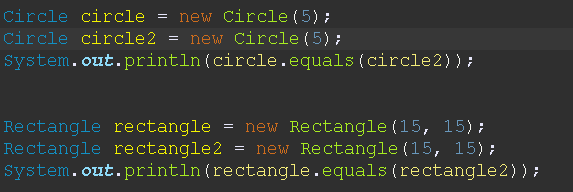 Circle circle = new Circle(5);
Circle circle2 = new Circle(5);
System.out.println(circle.equals(circle2));
Rectangle rectangle = new Rectangle(15, 15);
Rectangle rectangle2 = new Rectangle(15, 15);
System.out.println(rectangle.equals(rectangle2));